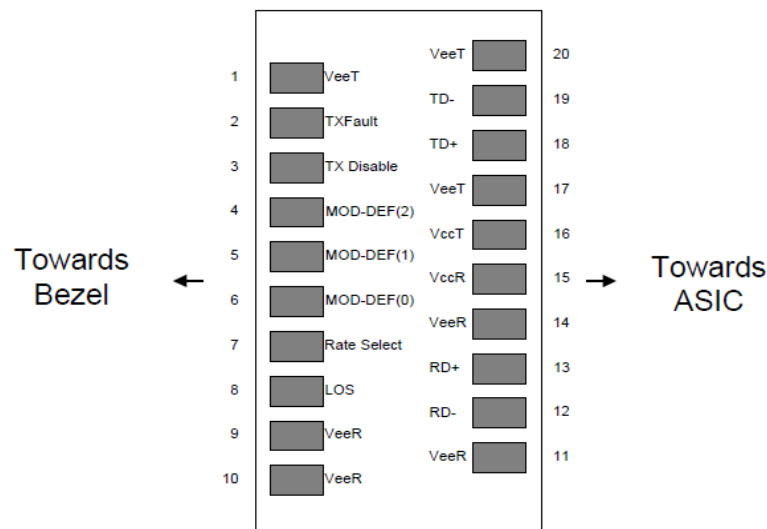 VeeT 20
1 VeeT
TD- 19
2 TXFault
TD+ 18
3 TX Disable
VeeT 17
4 MOD-DEF(2)
VccT 16
5 MOD-DEF(1)
Towards
Bezel
VccR 15
Towards
ASIC
6 MOD-DEF(0)
VeeR 14
7 Rate Select
RD+ 13
8 LOS
RD- 12
9 VeeR
VeeR 11
10 VeeR